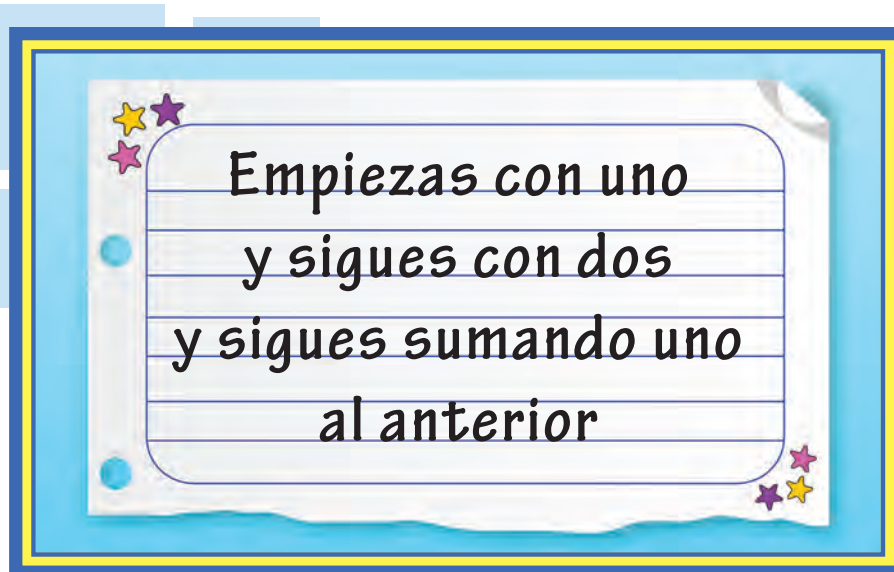 Empiezas con uno
y sigues con dos
y sigues sumando uno
al anterior